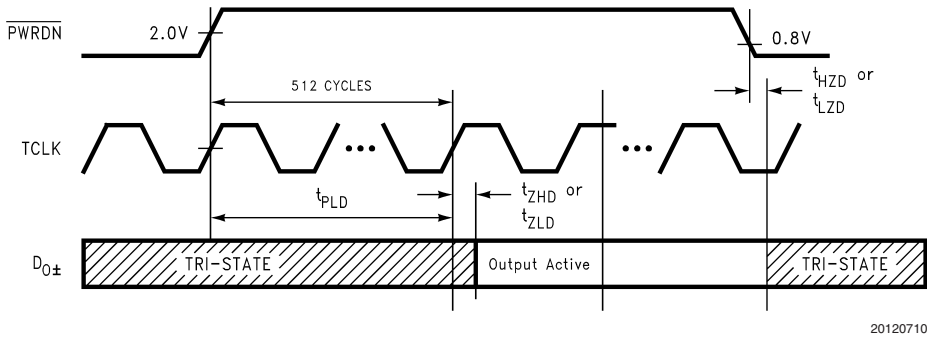 PWRDN
2.0V
0.8V
512 CYCLES
tHZD or
tLZD
TCLK
•••
•••
tPLD
tZHD or
tZLD
DO±
TRI-STATE
Output Active
TRI-STATE
20120710